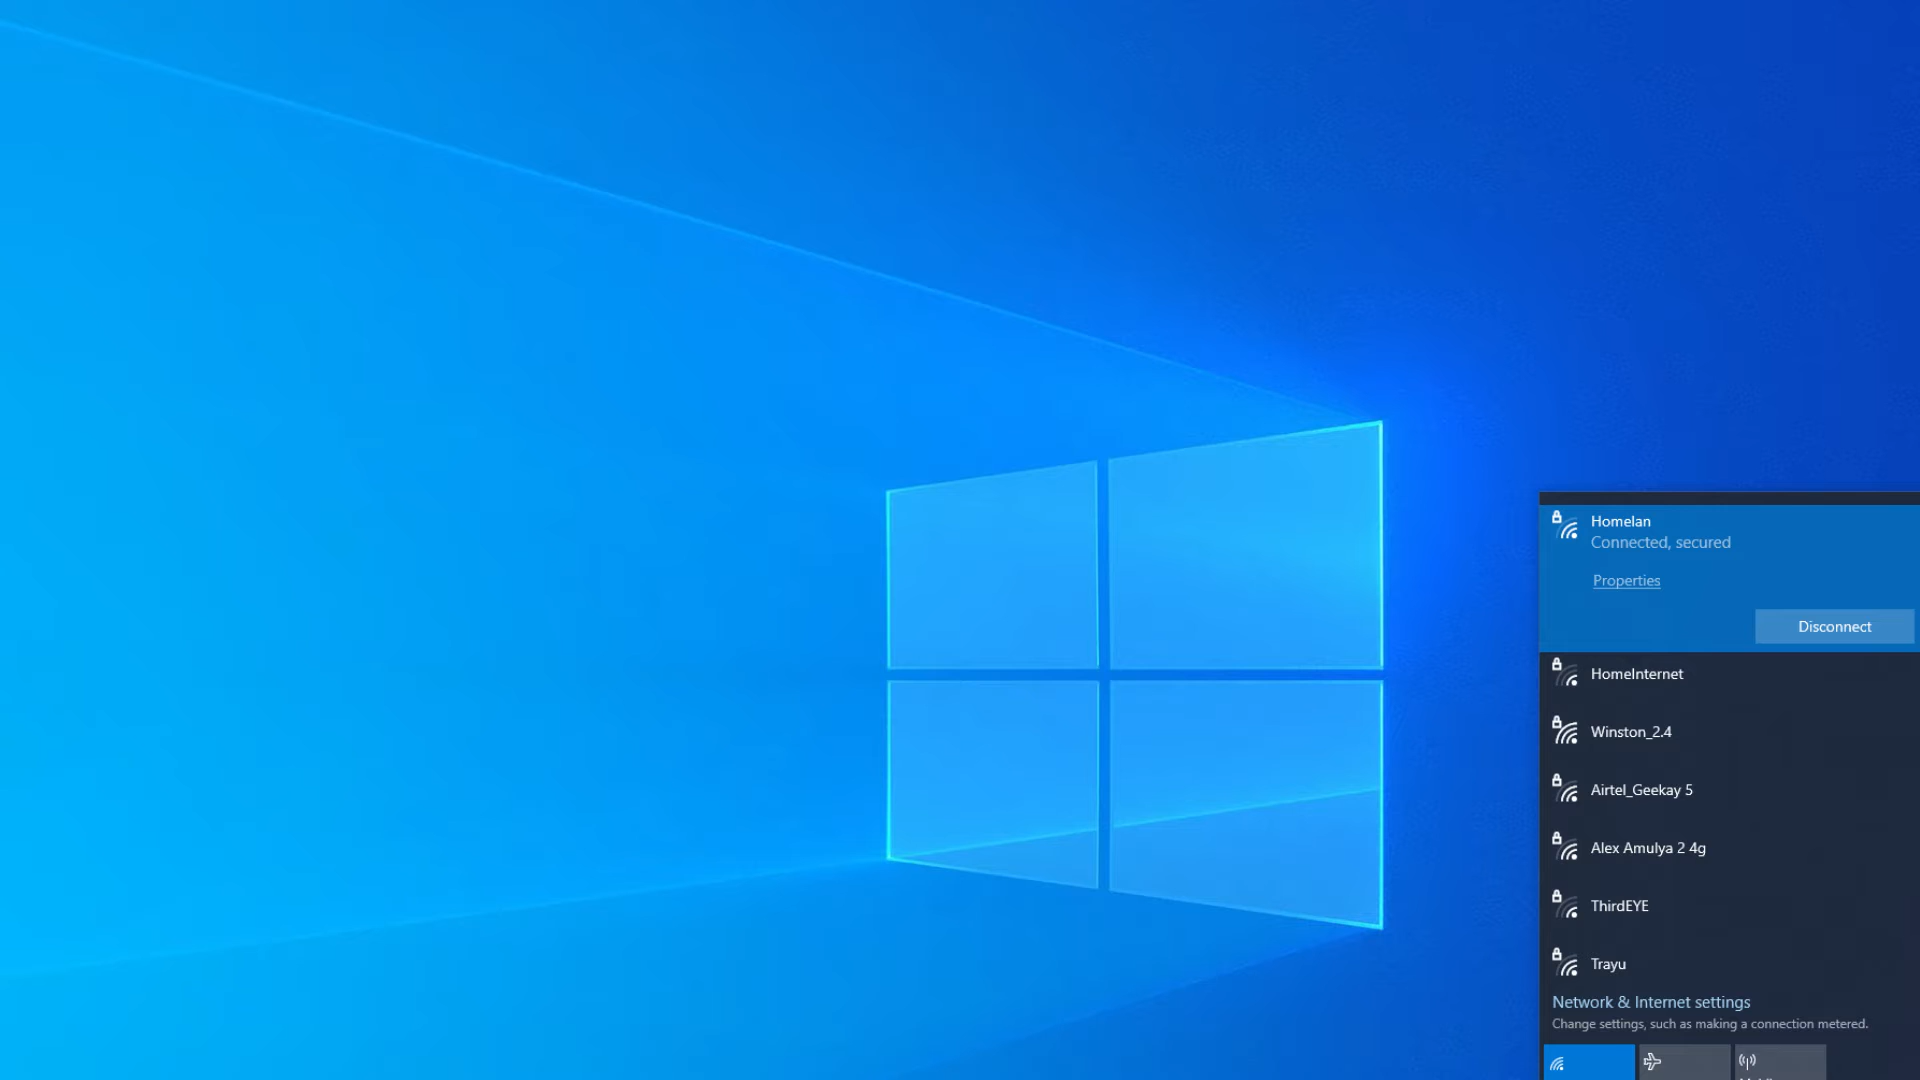 Homelan
Connected, secured
Properties
Disconnect
HomeInternet
Winston_2.4
Airtel_Geekay 5
Alex Amulya 2 4g
ThirdEYE
Trayu
Network & Internet settings
Change settings, such as making a connection metered.